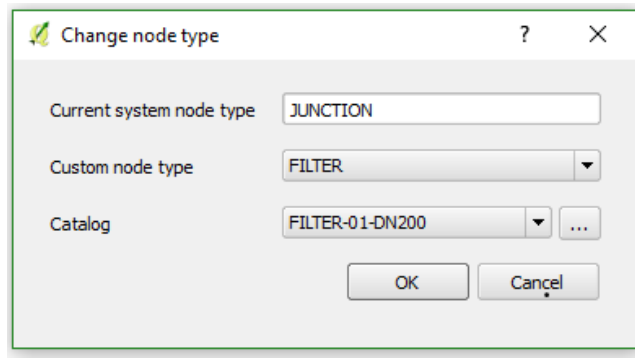 Change node type ?
Current system node type JUNCTION
Custom node type FILTER
Catalog FILTER-01-DN200 ...
OK Cancel